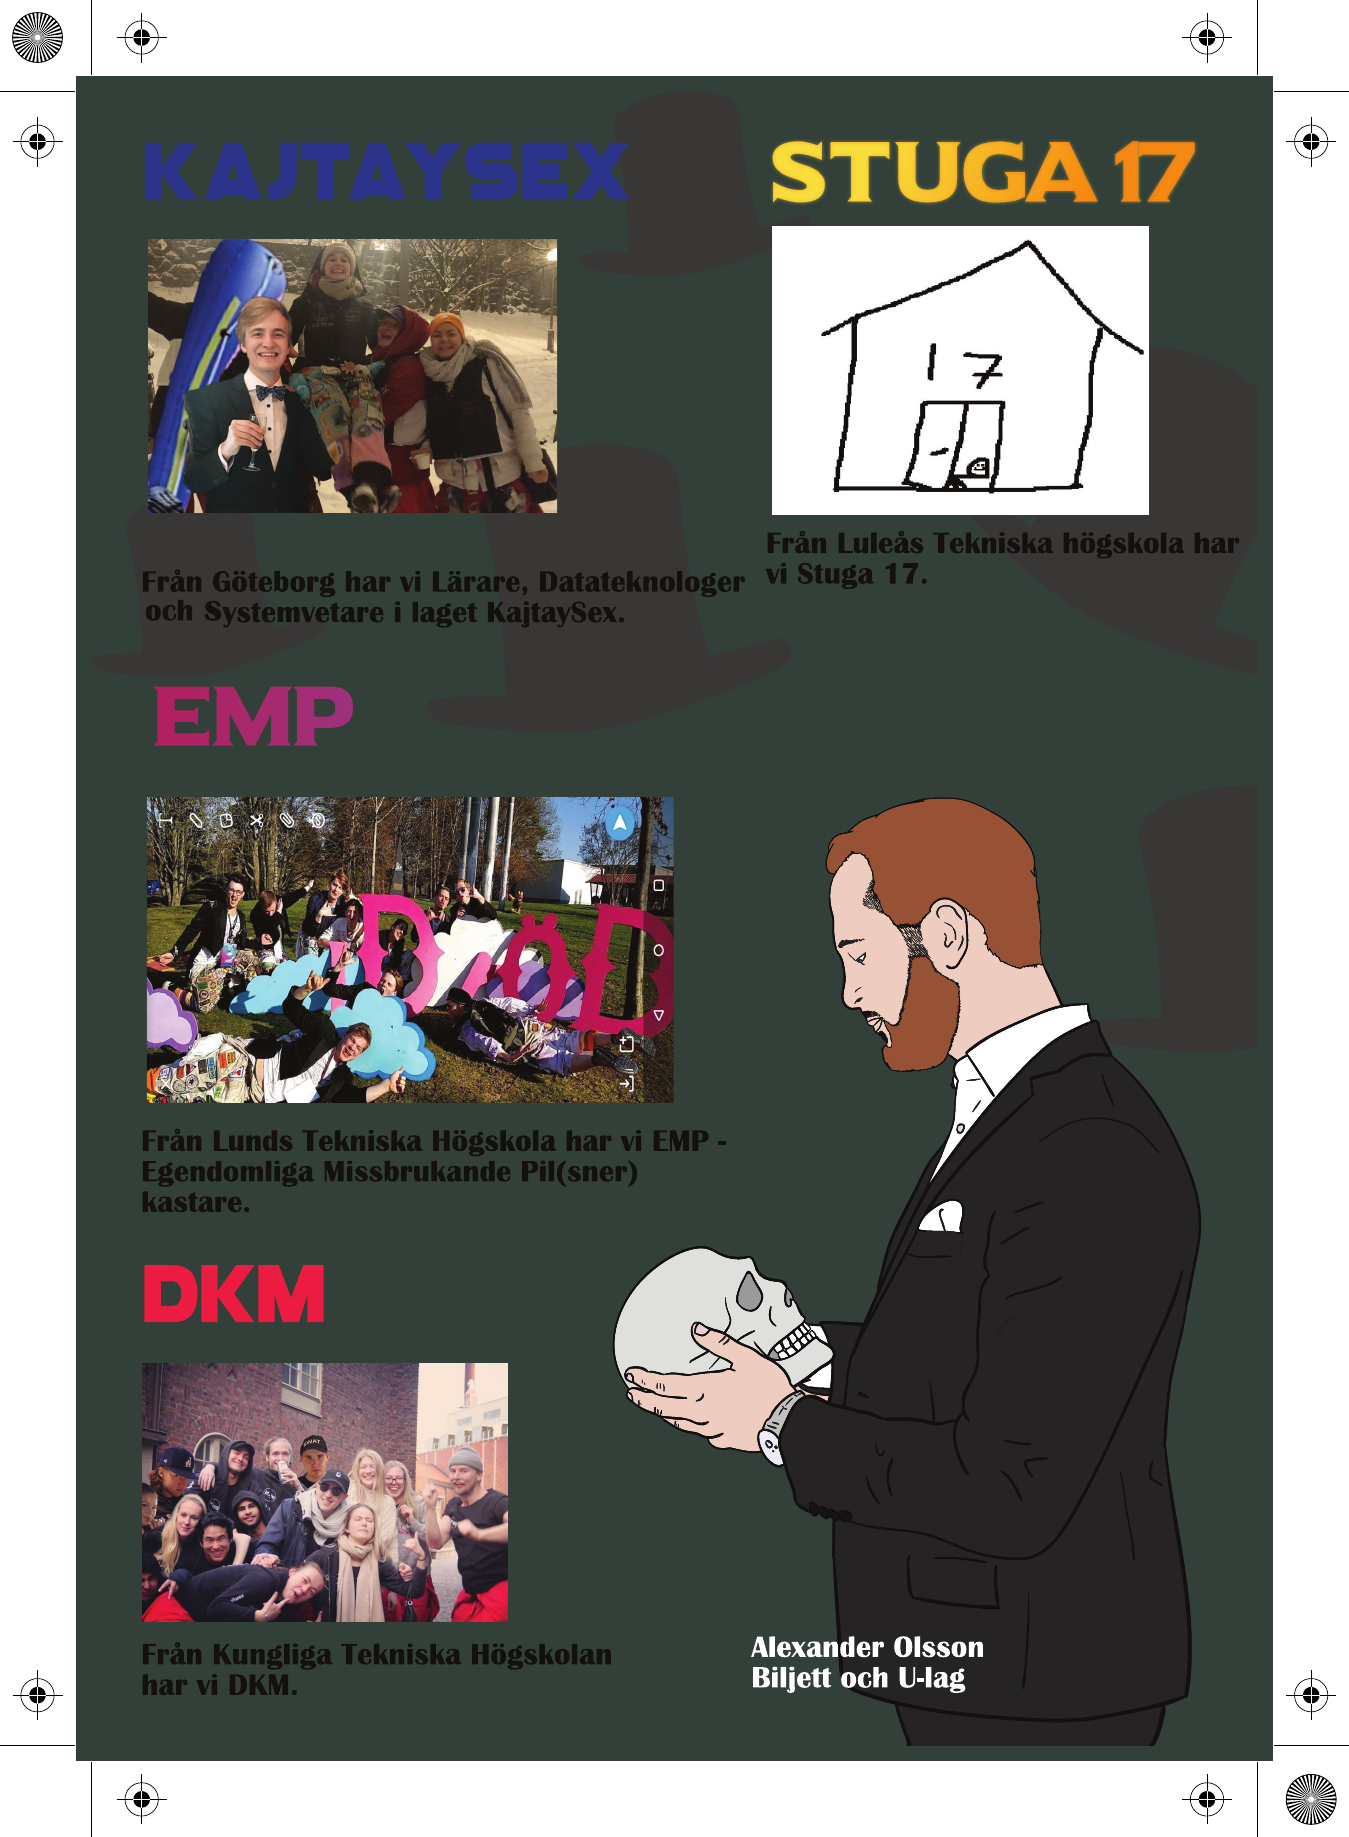 KAJTAYSEX
Från Göteborg har vi Lärare, Datateknologer
och Systemvetare i laget KajtaySex.
STUGA 17
17
Från Luleås Tekniska högskola har
vi Stuga 17.
EMP
DÖD
Från Lunds Tekniska Högskola har vi EMP -
Egendomliga Missbrukande Pil(sner)
kastare.
DKM
SWAT
Från Kungliga Tekniska Högskolan
har vi DKM.
Alexander Olsson
Biljett och U-lag